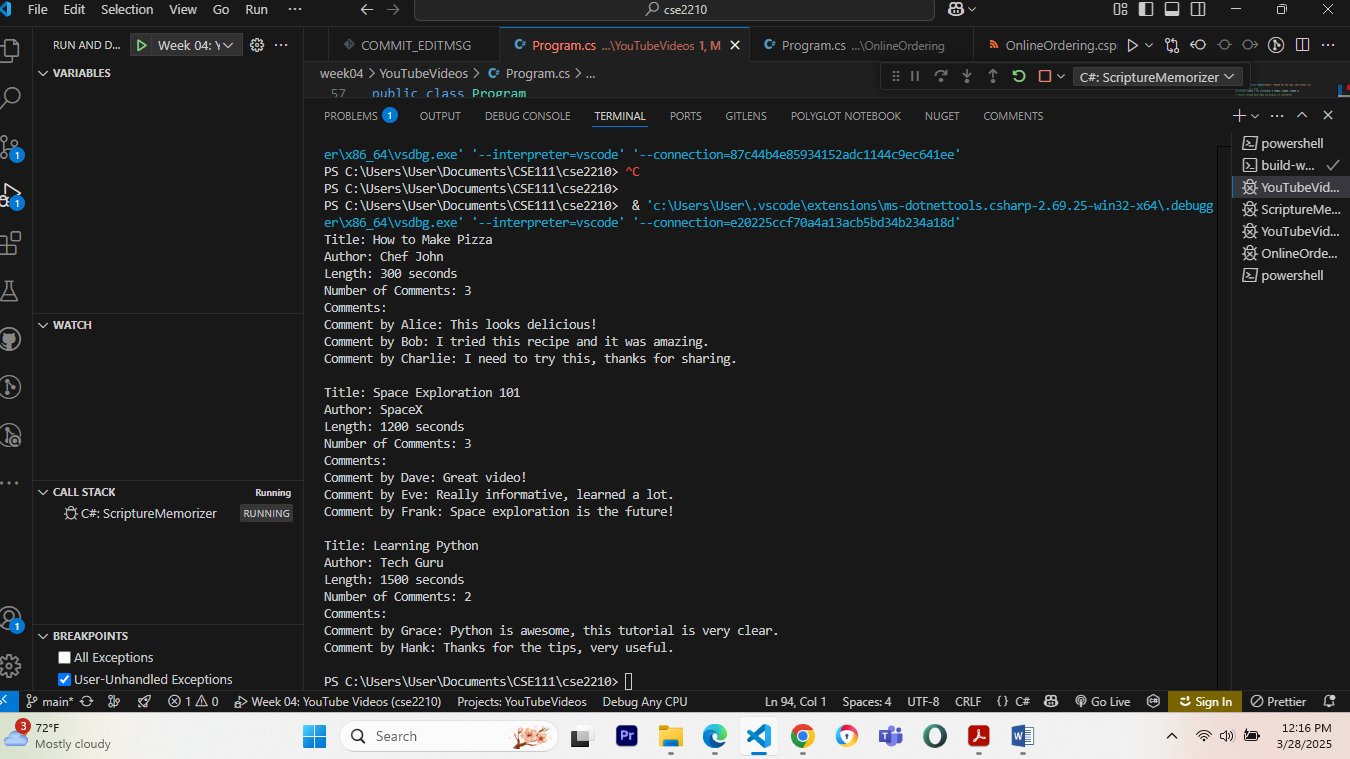 File Edit Selection View Go Run ··· cse2210
RUN AND D... Week 04: Y ···
COMMIT_EDITMSG Program.cs ...\YouTubeVideos 1, M Program.cs ...\OnlineOrdering OnlineOrdering.csp ···
VARIABLES
week04 > YouTubeVideos > Program.cs > ...
C#: ScriptureMemorizer
57 public class Program
PROBLEMS 1 OUTPUT DEBUG CONSOLE TERMINAL PORTS GITLENS POLYGLOT NOTEBOOK NUGET COMMENTS ···
er\x86_64\vsdbg.exe' '--interpreter=vscode' '--connection=87c44b4e85934152adc1144c9ec641ee'
PS C:\Users\User\Documents\CSE111\cse2210> ^C
PS C:\Users\User\Documents\CSE111\cse2210>
PS C:\Users\User\Documents\CSE111\cse2210> & 'c:\Users\User\.vscode\extensions\ms-dotnettools.csharp-2.69.25-win32-x64\.debugg
er\x86_64\vsdbg.exe' '--interpreter=vscode' '--connection=e20225ccf70a4a13acb5bd34b234a18d'
Title: How to Make Pizza
Author: Chef John
Length: 300 seconds
Number of Comments: 3
Comments:
Comment by Alice: This looks delicious!
Comment by Bob: I tried this recipe and it was amazing.
Comment by Charlie: I need to try this, thanks for sharing.
Title: Space Exploration 101
Author: SpaceX
Length: 1200 seconds
Number of Comments: 3
Comments:
Comment by Dave: Great video!
Comment by Eve: Really informative, learned a lot.
Comment by Frank: Space exploration is the future!
Title: Learning Python
Author: Tech Guru
Length: 1500 seconds
Number of Comments: 2
Comments:
Comment by Grace: Python is awesome, this tutorial is very clear.
Comment by Hank: Thanks for the tips, very useful.
PS C:\Users\User\Documents\CSE111\cse2210>
powershell
build-w...
YouTubeVid...
ScriptureMe...
YouTubeVid...
OnlineOrde...
powershell
1
1
WATCH
CALL STACK Running
C#: ScriptureMemorizer RUNNING
1
BREAKPOINTS
All Exceptions
User-Unhandled Exceptions
main* 1 0 Week 04: YouTube Videos (cse2210) Projects: YouTubeVideos Debug Any CPU Ln 94, Col 1 Spaces: 4 UTF-8 CRLF {} C# Go Live Sign In Prettier
3 72°F
Mostly cloudy
Search
Pr
12:16 PM
3/28/2025